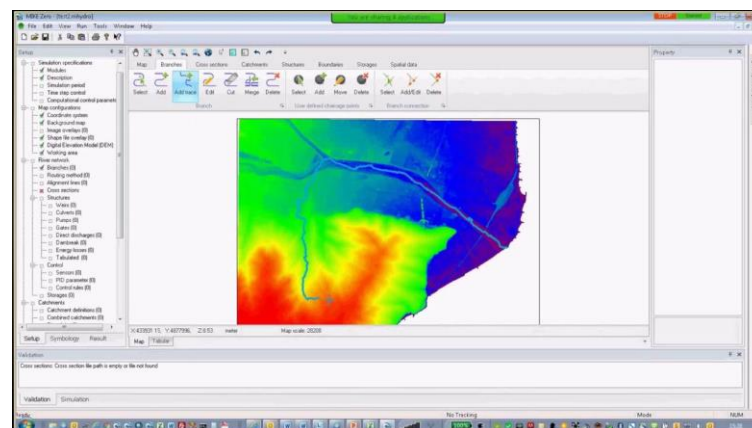 MIKE Zero - [test1.mhydro]
You are sharing 4 applications
STOP
File Edit View Run Tools Window Help
Setup
Property
Map Branches Cross sections Catchments Structures Boundaries Storages Spatial data
Select Add Add trace Edit Cut Merge Delete Select Add Move Delete Select Add/Edit Delete
Branch User defined chainage points Branch connection
Simulation specifications
Modules
Description
Simulation period
Time step control
Computational control parameters
Map configurations
Coordinate system
Background map
Image overlays (0)
Shape file overlay (0)
Digital Elevation Model (DEM)
Working area
River network
Branches (0)
Routing method (0)
Alignment lines (0)
Cross sections
Structures
Weirs (0)
Culverts (0)
Pumps (0)
Gates (0)
Direct discharges (0)
Dambreak (0)
Energy losses (0)
Tabulated (0)
Control
Sensors (0)
PID parameter (0)
Control rules (0)
Storages (0)
Catchments
Catchment definitions (0)
Combined catchments (0)
meter Map scale: 28200
Setup Symbology Result
Map Tabular
Validation
Cross sections: Cross section file path is empty or file not found
Validation Simulation
No Tracking Mode NUM
100%